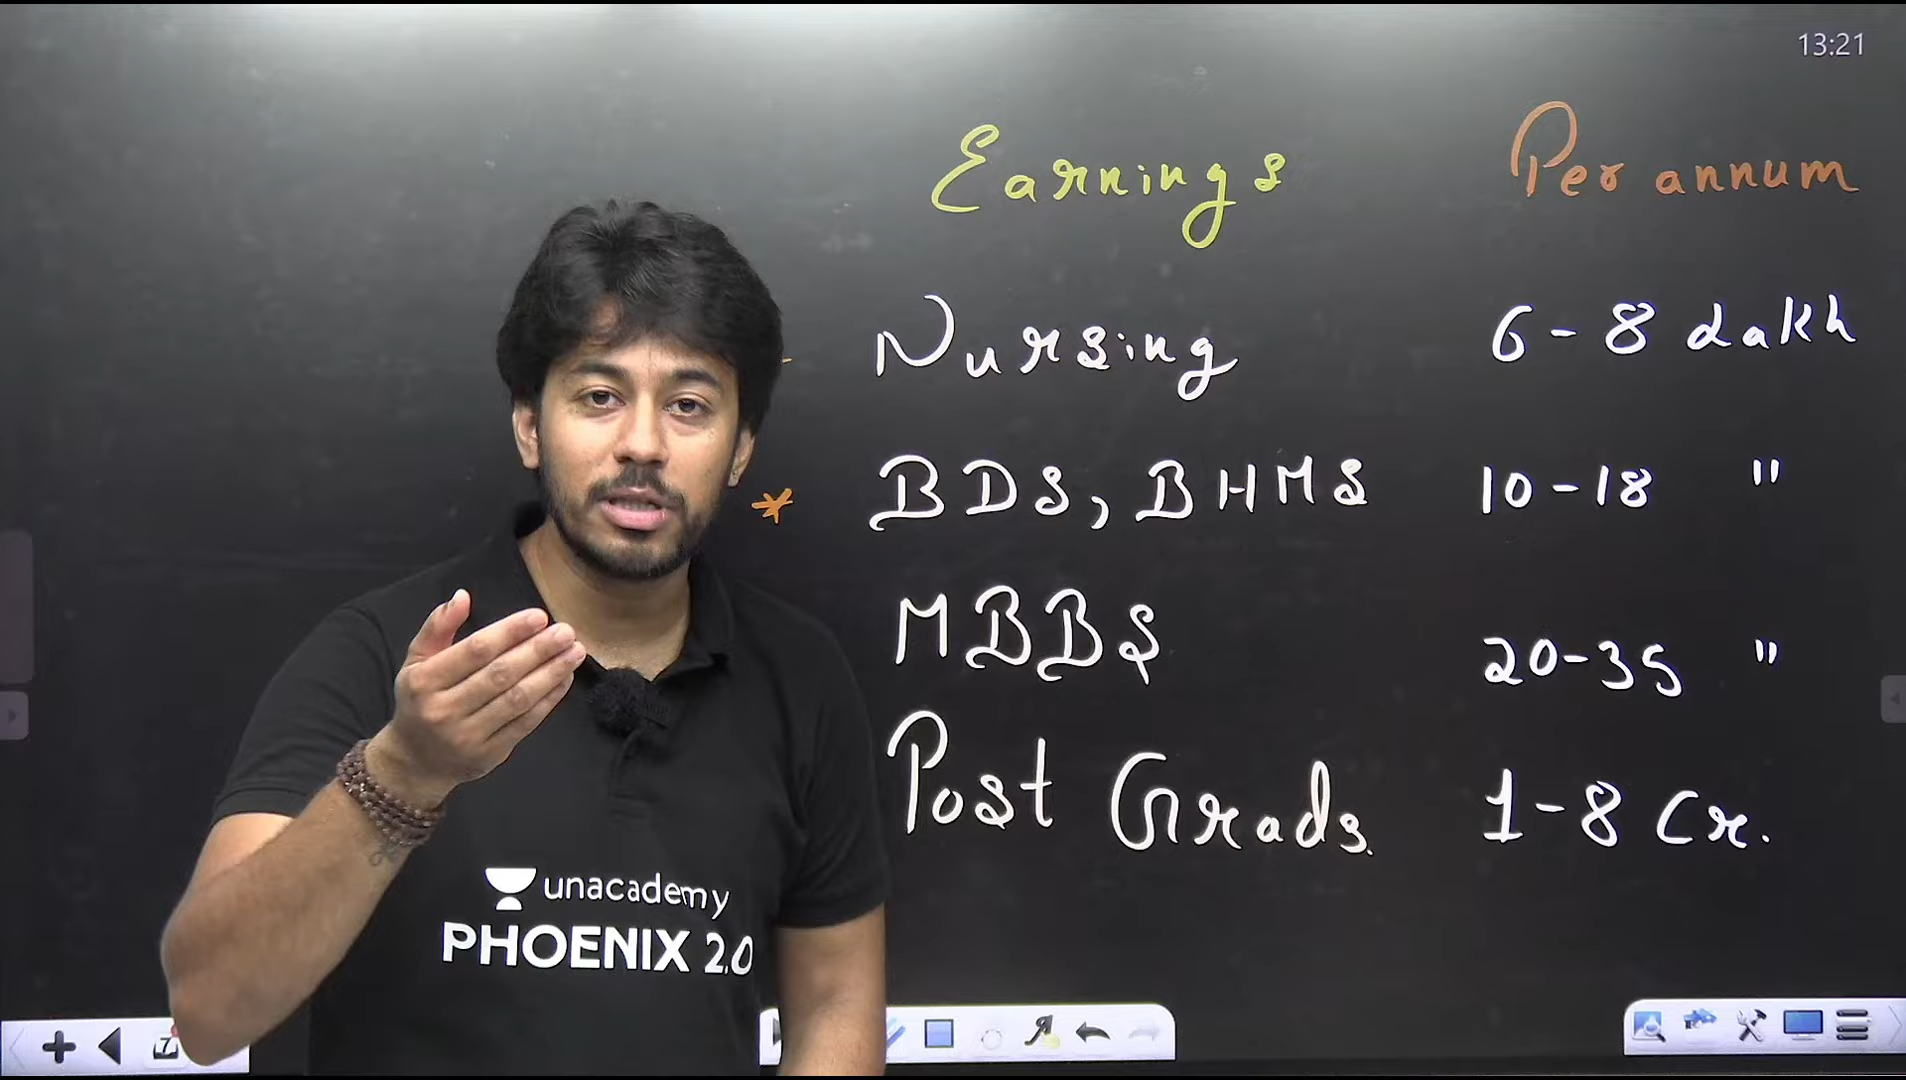 13:21
Earnings Per annum
Nursing 6-8 Lakh
* BDS, BHMS 10-18 "
MBBS 20-35 "
Post Grads. 1-8 Cr.
unacademy
PHOENIX 2.0
7